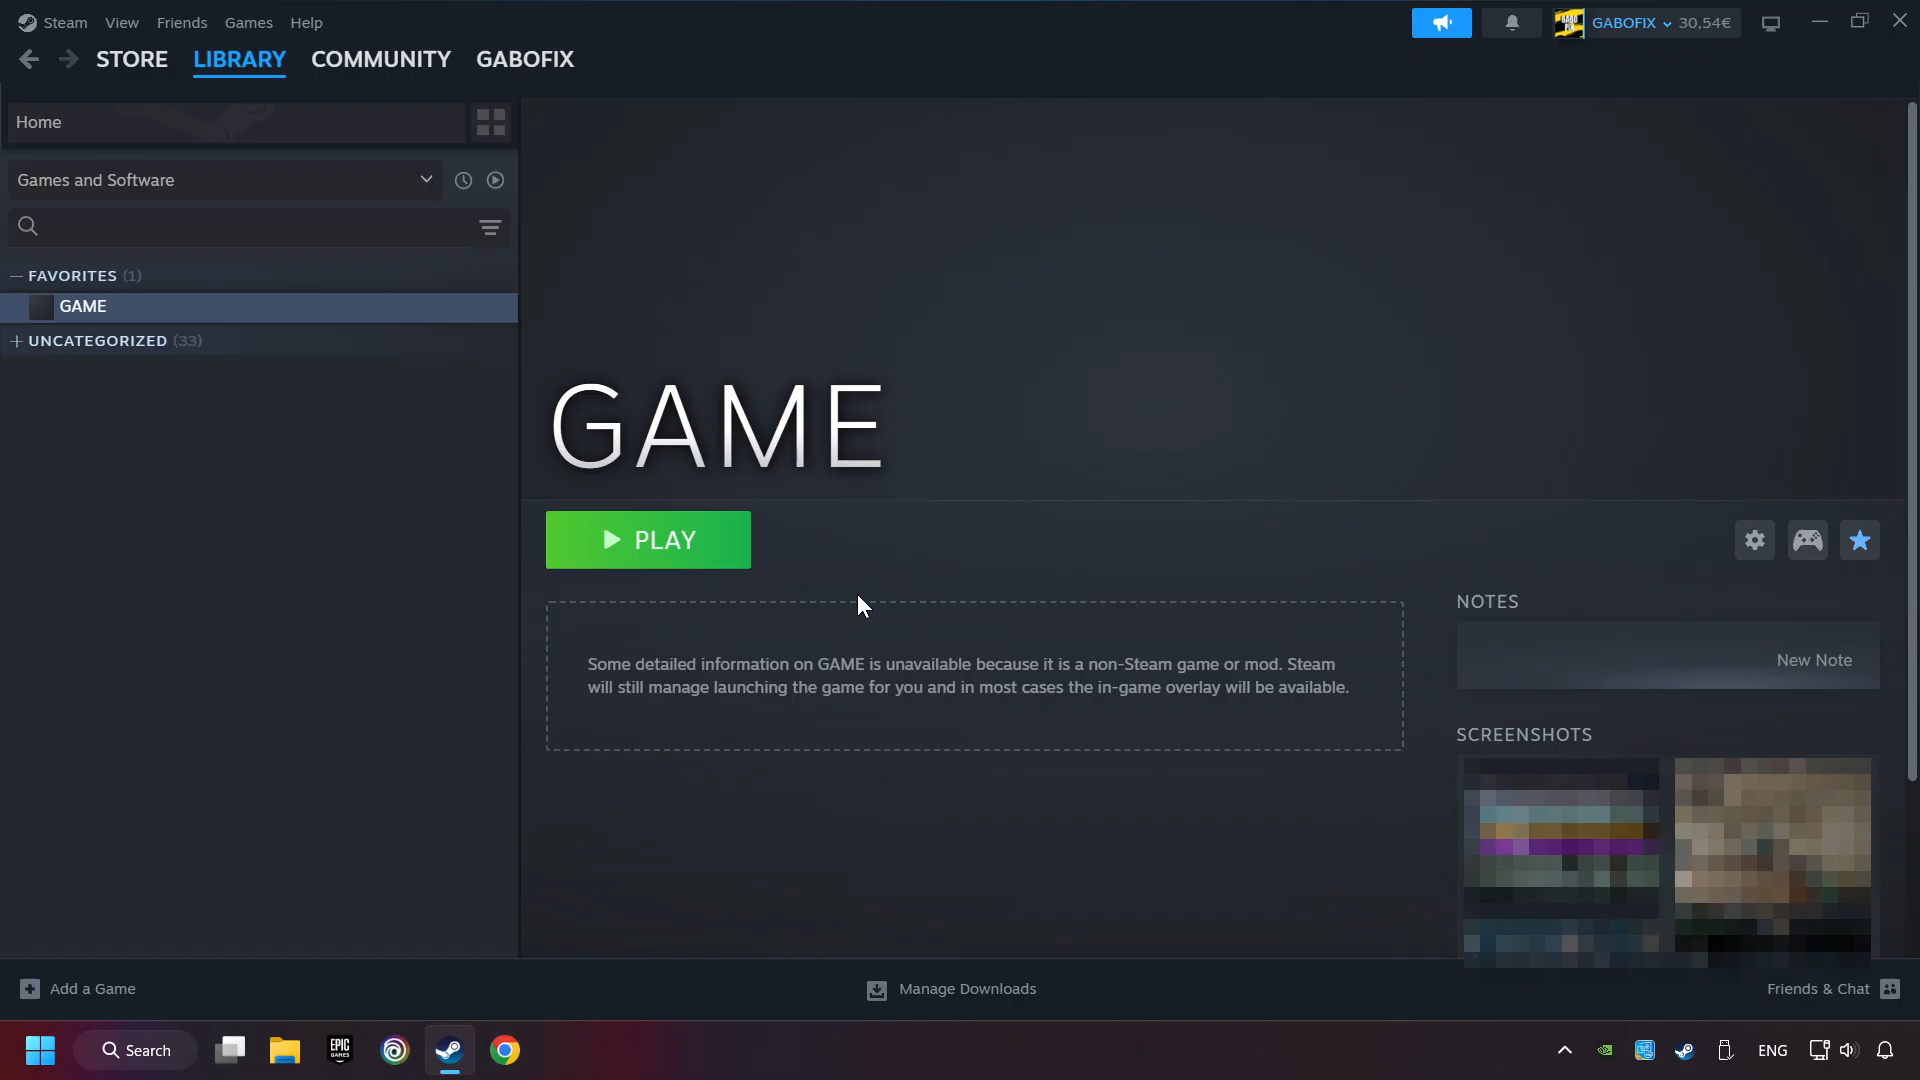 Steam View Friends Games Help
GABOFIX 30,54€
STORE LIBRARY COMMUNITY GABOFIX
Home
Games and Software
FAVORITES (1)
GAME
UNCATEGORIZED (33)
GAME
PLAY
Some detailed information on GAME is unavailable because it is a non-Steam game or mod. Steam
will still manage launching the game for you and in most cases the in-game overlay will be available.
NOTES
New Note
SCREENSHOTS
Add a Game
Manage Downloads
Friends & Chat
Search
EPIC
GAMES
ENG